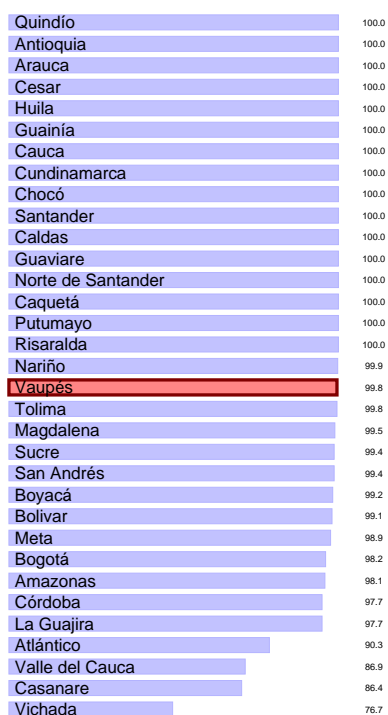 Quindío 100.0
Antioquia 100.0
Arauca 100.0
Cesar 100.0
Huila 100.0
Guainía 100.0
Cauca 100.0
Cundinamarca 100.0
Chocó 100.0
Santander 100.0
Caldas 100.0
Guaviare 100.0
Norte de Santander 100.0
Caquetá 100.0
Putumayo 100.0
Risaralda 100.0
Nariño 99.9
Vaupés 99.8
Tolima 99.8
Magdalena 99.5
Sucre 99.4
San Andrés 99.4
Boyacá 99.2
Bolivar 99.1
Meta 98.9
Bogotá 98.2
Amazonas 98.1
Córdoba 97.7
La Guajira 97.7
Atlántico 90.3
Valle del Cauca 86.9
Casanare 86.4
Vichada 76.7